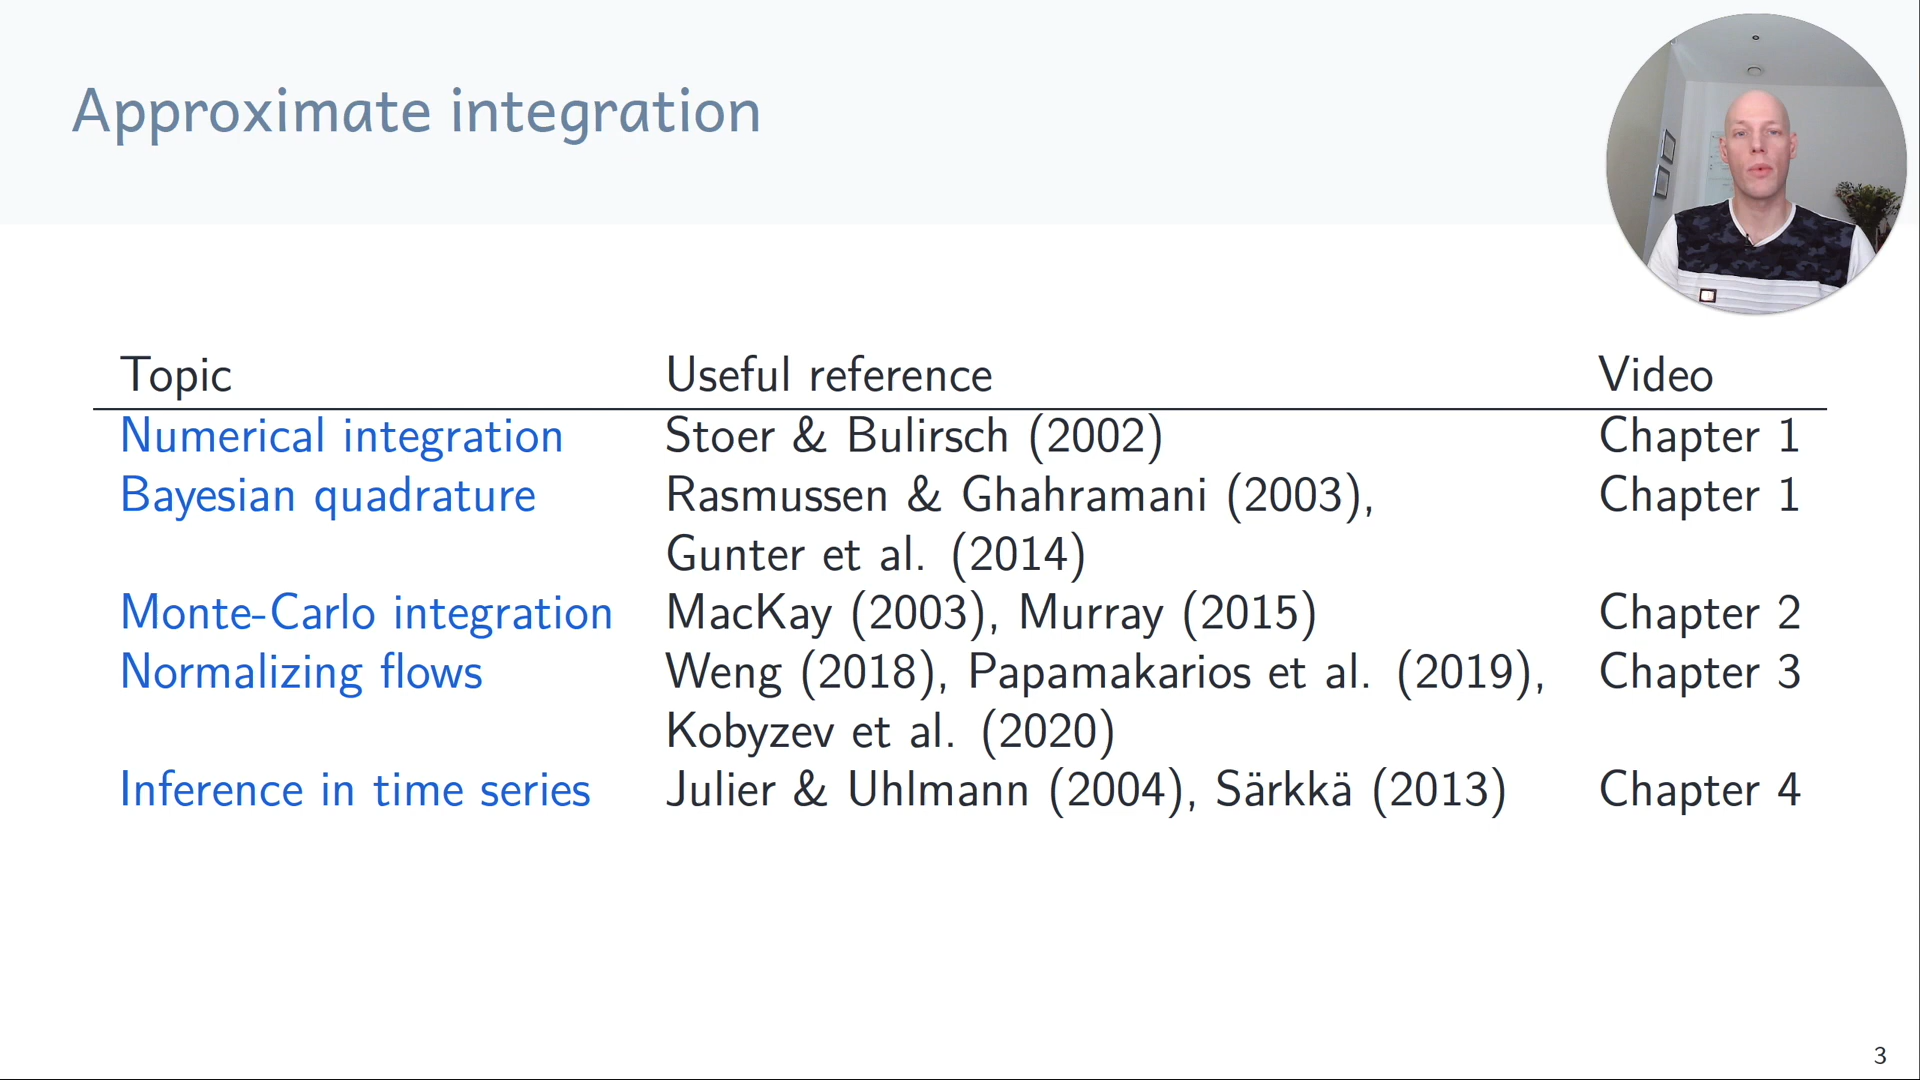 Approximate integration
Topic Useful reference Video
Numerical integration Stoer & Bulirsch (2002) Chapter 1
Bayesian quadrature Rasmussen & Ghahramani (2003), Chapter 1
Gunter et al. (2014)
Monte-Carlo integration MacKay (2003), Murray (2015) Chapter 2
Normalizing flows Weng (2018), Papamakarios et al. (2019), Chapter 3
Kobyzev et al. (2020)
Inference in time series Julier & Uhlmann (2004), Särkkä (2013) Chapter 4
3